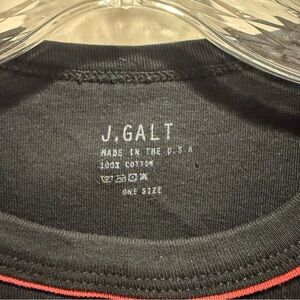 J.GALT
MADE IN THE U.S.A
100% COTTON
ONE SIZE